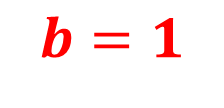 b = 1